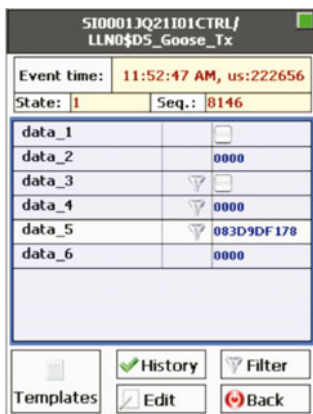 SI0001JQ21I01CTRL/
LLN0$DS_Goose_Tx
Event time: 11:52:47 AM, us:222656
State: 1 Seq.: 8146
data_1
data_2 0000
data_3
data_4 0000
data_5 083D9DF178
data_6 0000
Templates
History Filter
Edit Back